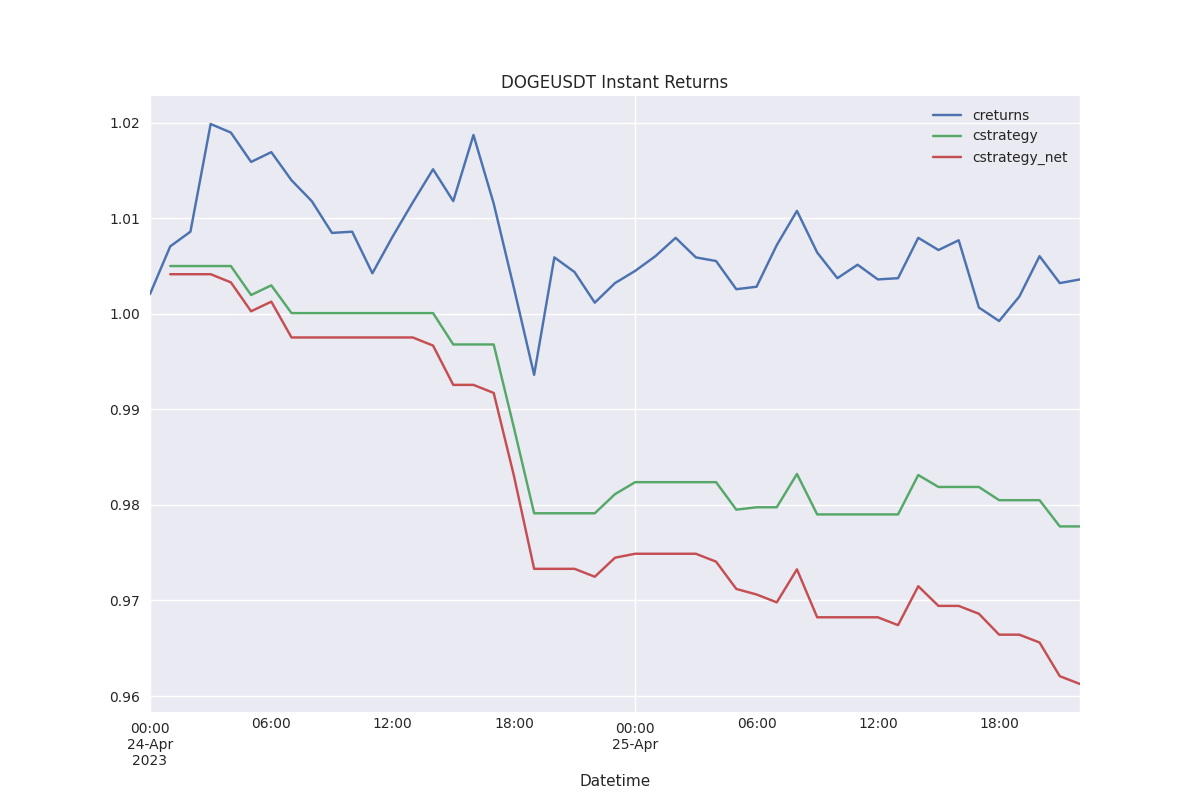 DOGEUSDT Instant Returns
creturns
cstrategy
cstrategy_net
1.02
1.01
1.00
0.99
0.98
0.97
0.96
00:00 06:00 12:00 18:00 00:00 06:00 12:00 18:00
24-Apr 25-Apr
2023
Datetime